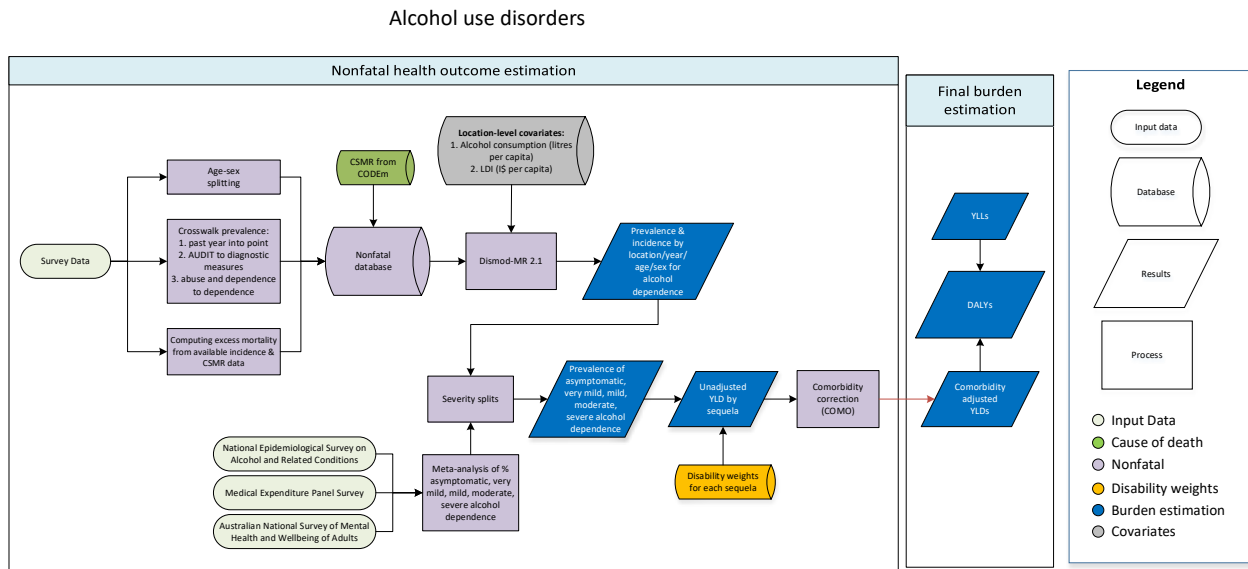 Alcohol use disorders
Nonfatal health outcome estimation
Age-sex
splitting
Survey Data
Crosswalk prevalence:
1. past year into point
2. AUDIT to diagnostic
measures
3. abuse and dependence
to dependence
Computing excess mortality
from available incidence &
CSMR data
CSMR from
CODEm
Nonfatal
database
Location-level covariates:
1. Alcohol consumption (litres
per capita)
2. LDI (I$ per capita)
Dismod-MR 2.1
Prevalence &
incidence by
location/year/
age/sex for
alcohol
dependence
Severity splits
Prevalence of
asymptomatic,
very mild, mild,
moderate,
severe alcohol
dependence
Unadjusted
YLD by
sequela
Comorbidity
correction
(COMO)
National Epidemiological Survey on
Alcohol and Related Conditions
Medical Expenditure Panel Survey
Australian National Survey of Mental
Health and Wellbeing of Adults
Meta-analysis of %
asymptomatic, very
mild, mild, moderate,
severe alcohol
dependence
Disability weights
for each sequela
Final burden
estimation
YLLs
DALYs
Comorbidity
adjusted
YLDs
Legend
Input data
Database
Results
Process
Input Data
Cause of death
Nonfatal
Disability weights
Burden estimation
Covariates